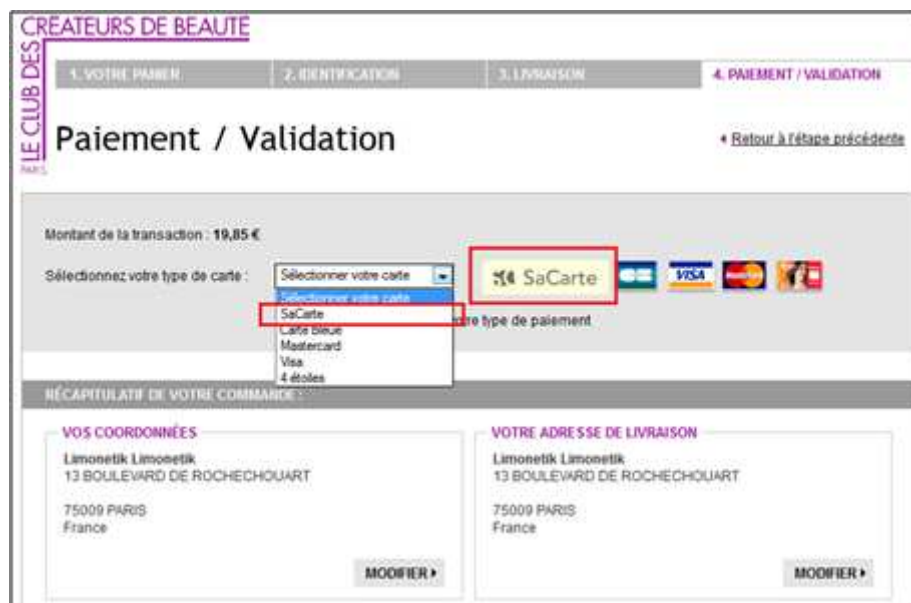 LE CLUB DES
CRÉATEURS DE BEAUTÉ
PARIS
1. VOTRE PANIER
2. IDENTIFICATION
3. LIVRAISON
4. PAIEMENT / VALIDATION
Paiement / Validation
Retour à l'étape précédente
Montant de la transaction : 19,85 €
Sélectionnez votre type de carte :
Sélectionner votre carte
SaCarte
VISA
Sélectionner votre carte
SaCarte
Carte Bleue
Mastercard
Visa
4 étoiles
type de paiement
RÉCAPITULATIF DE VOTRE COMMANDE :
VOS COORDONNÉES
Limonetik Limonetik
13 BOULEVARD DE ROCHECHOUART
75009 PARIS
France
MODIFIER
VOTRE ADRESSE DE LIVRAISON
Limonetik Limonetik
13 BOULEVARD DE ROCHECHOUART
75009 PARIS
France
MODIFIER